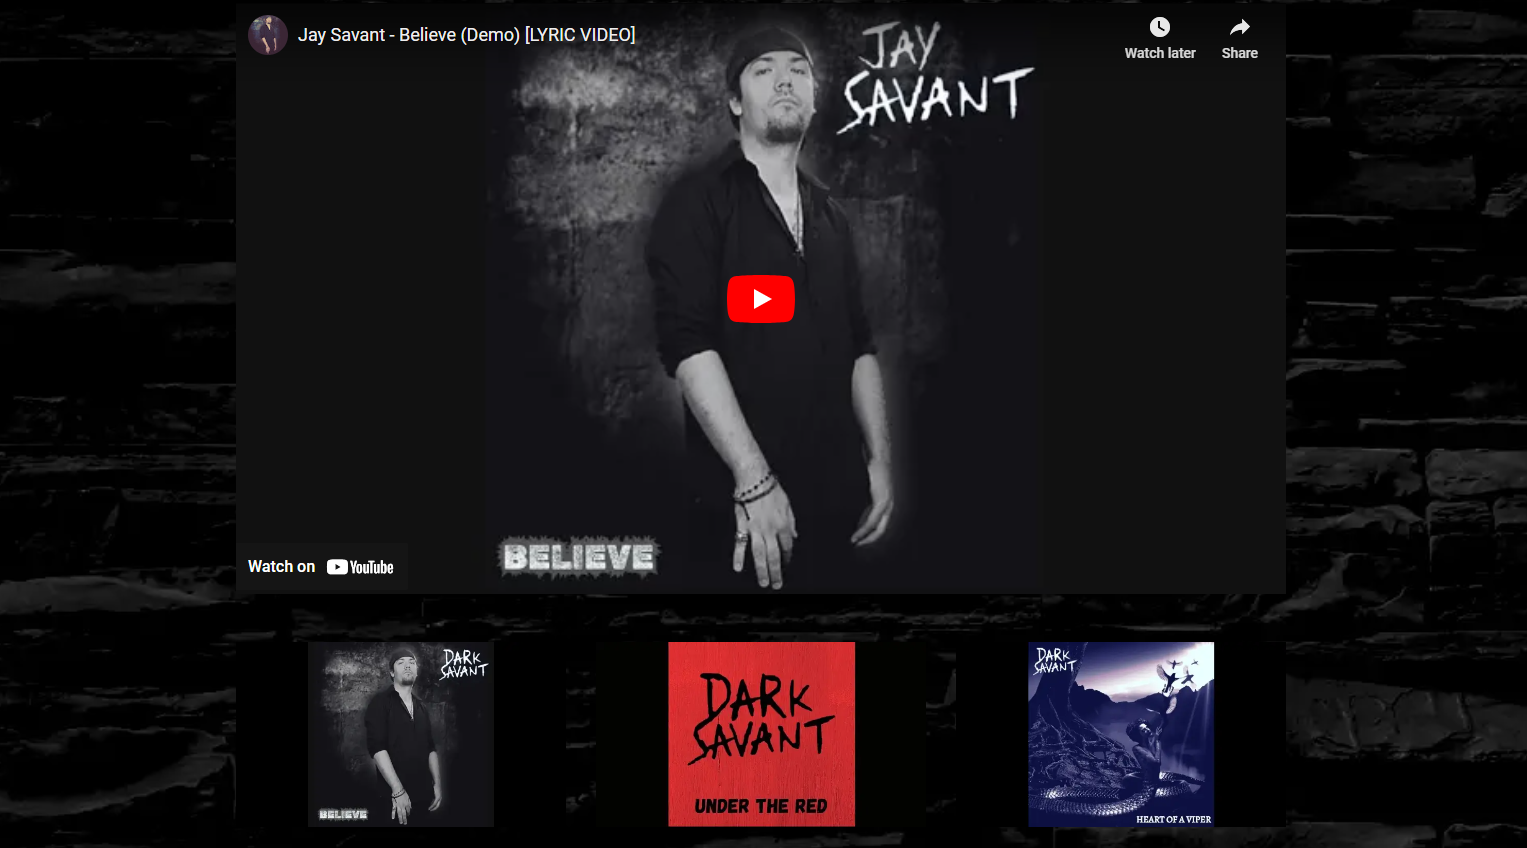 Jay Savant - Believe (Demo) [LYRIC VIDEO]
Watch later
Share
JAY
SAVANT
BELIEVE
Watch on YouTube
DARK
SAVANT
BELIEVE
DARK
SAVANT
UNDER THE RED
DARK
SAVANT
HEART OF A VIPER